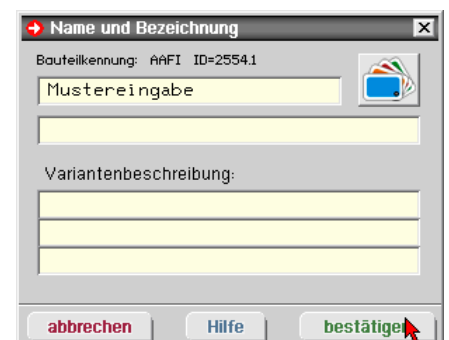 Name und Bezeichnung
Bauteilkennung: AAFI ID=2554.1
Mustereingabe
Variantenbeschreibung:
abbrechen Hilfe bestätigen